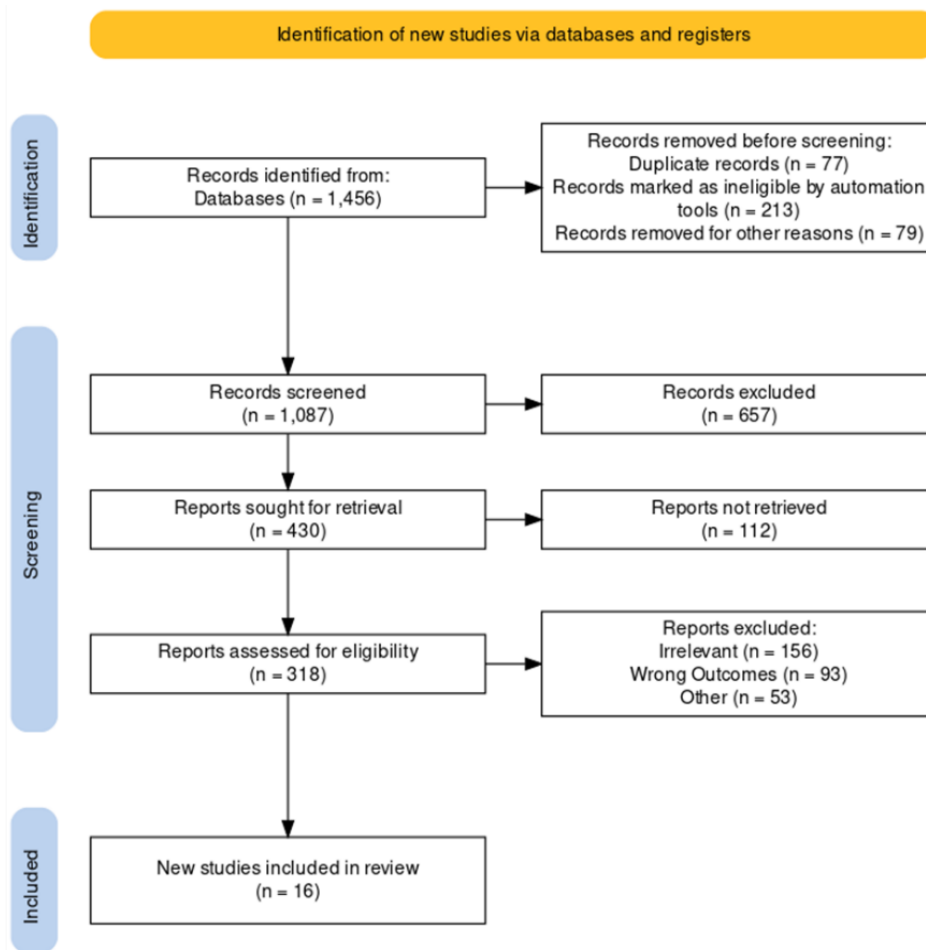 Identification of new studies via databases and registers
Identification
Records identified from:
Databases (n = 1,456)
Records removed before screening:
Duplicate records (n = 77)
Records marked as ineligible by automation
tools (n = 213)
Records removed for other reasons (n = 79)
Screening
Records screened
(n = 1,087)
Records excluded
(n = 657)
Reports sought for retrieval
(n = 430)
Reports not retrieved
(n = 112)
Reports assessed for eligibility
(n = 318)
Reports excluded:
Irrelevant (n = 156)
Wrong Outcomes (n = 93)
Other (n = 53)
Included
New studies included in review
(n = 16)